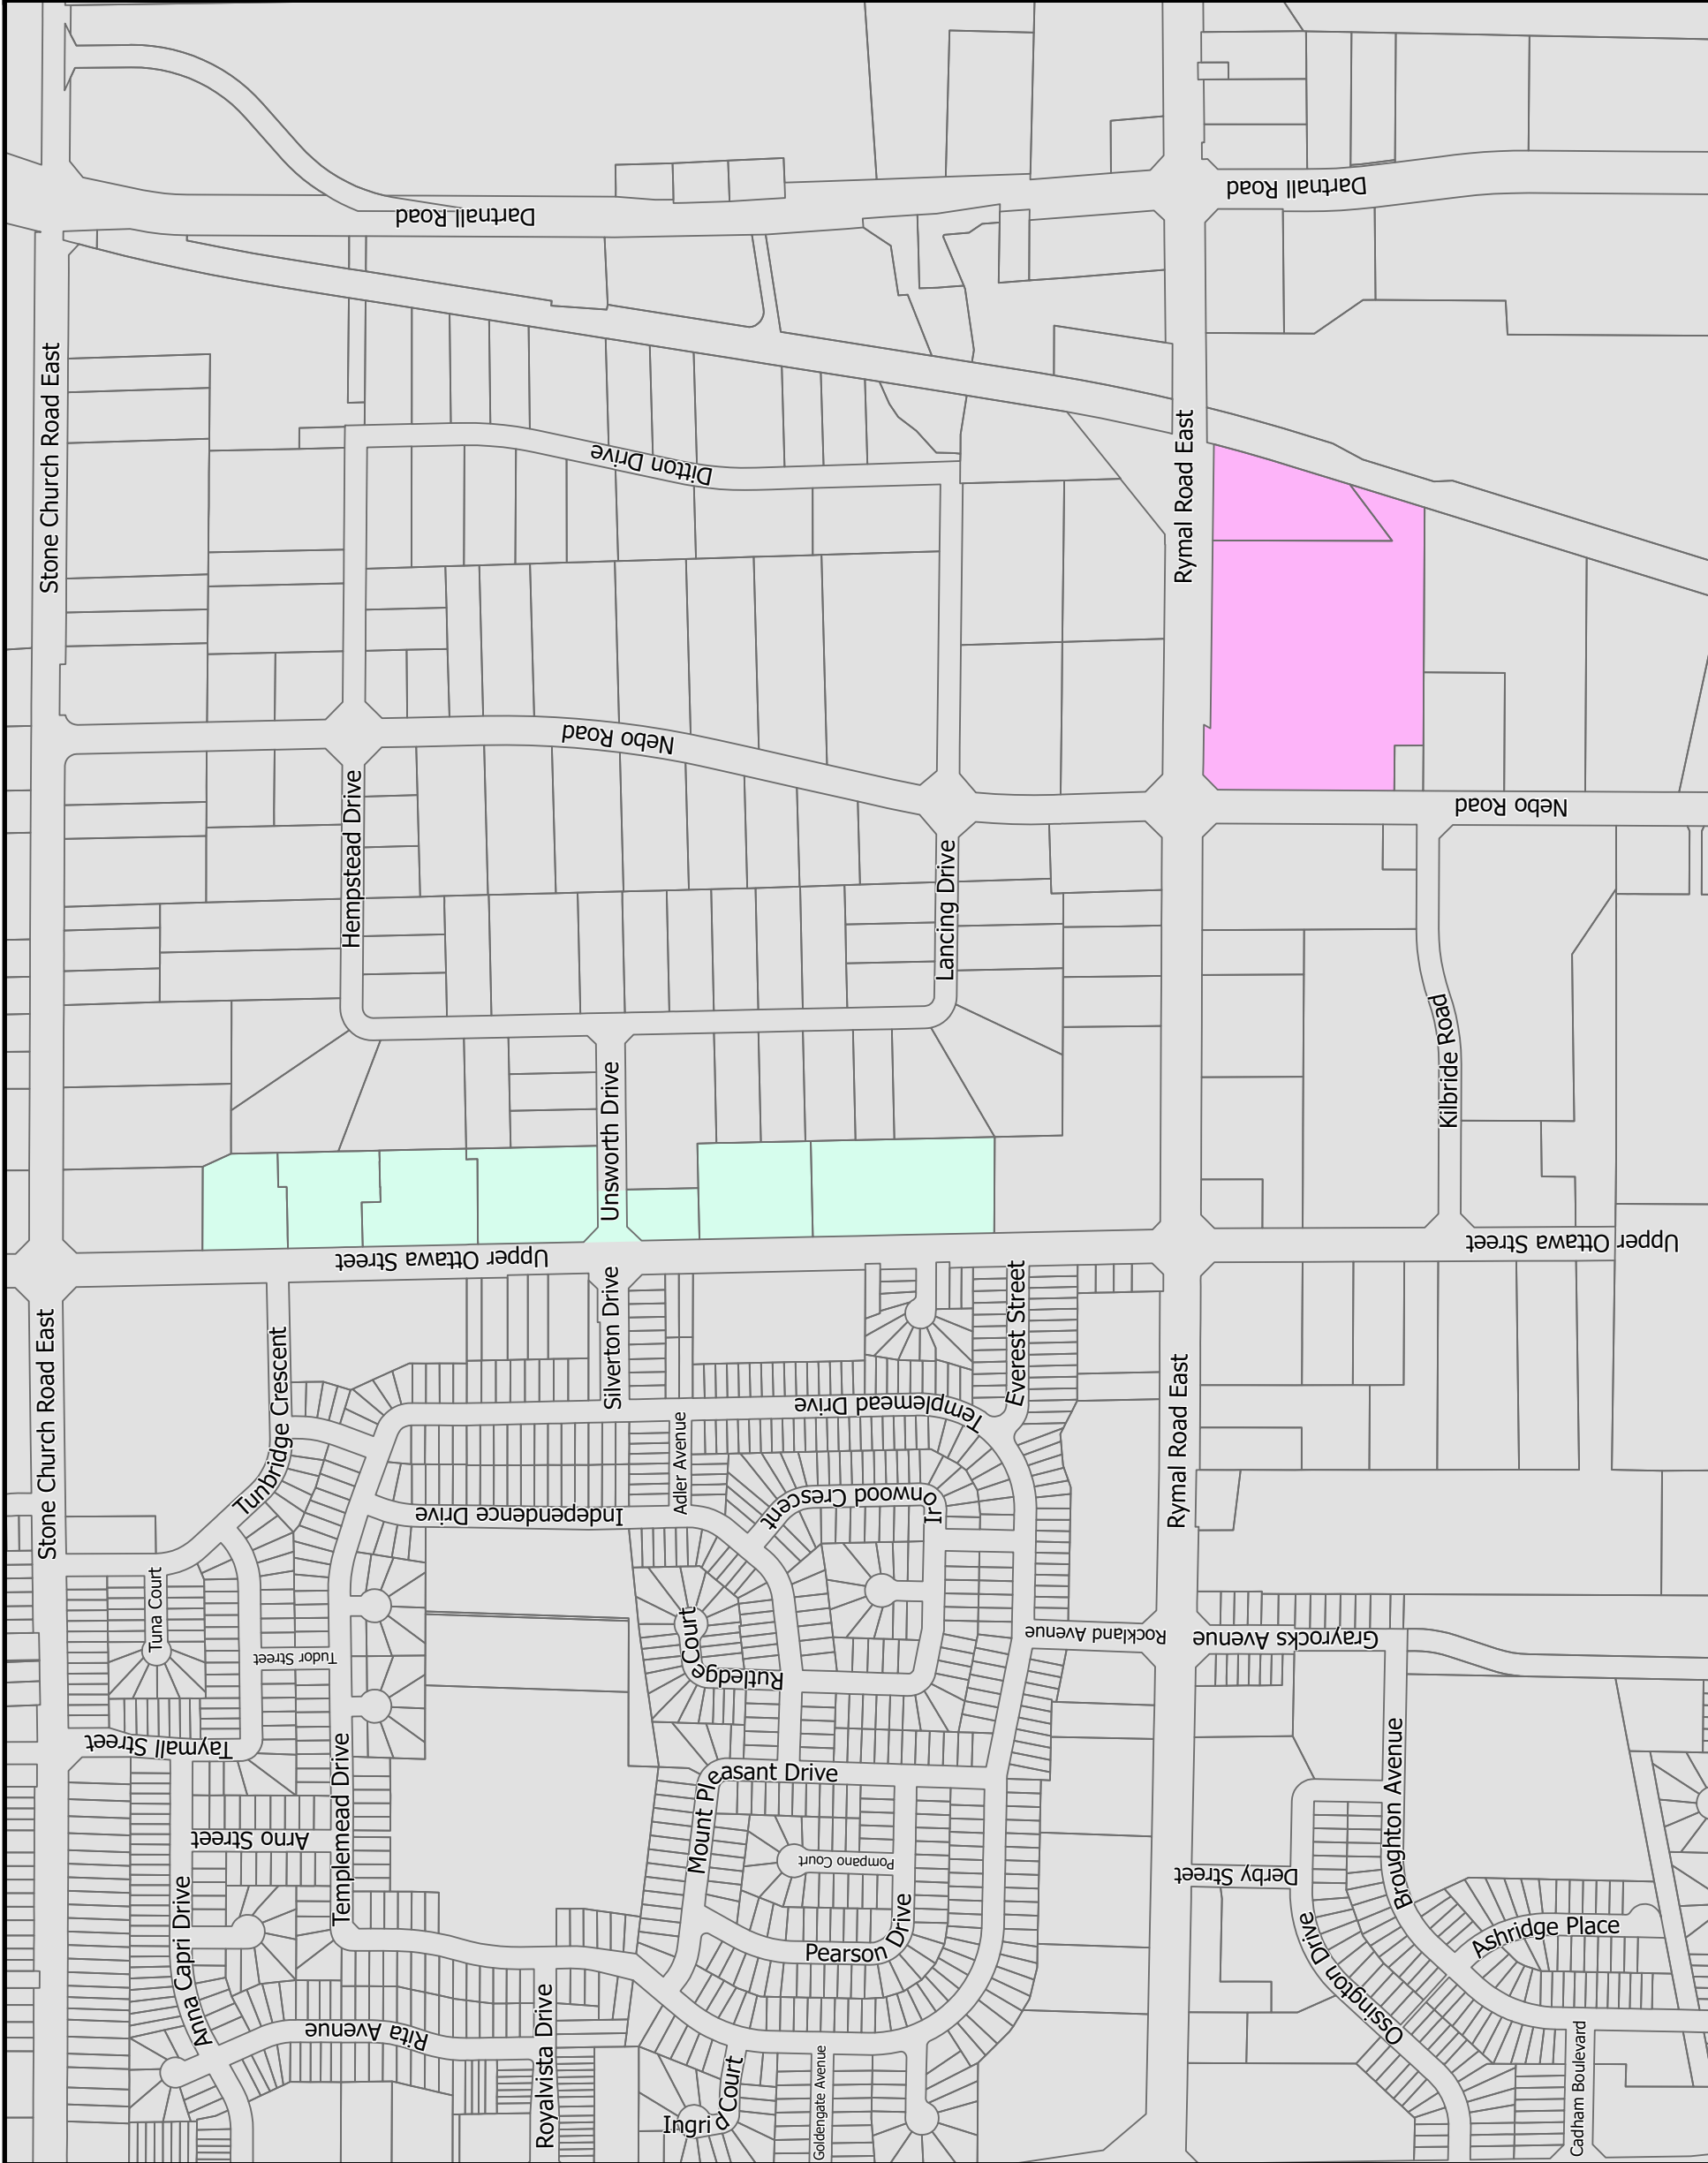 Dartnall Road
Dartnall Road
Stone Church Road East
Rymal Road East
Ditton Drive
Nebo Road
Nebo Road
Hempstead Drive
Lancing Drive
Kilbride Road
Unsworth Drive
Upper Ottawa Street
Upper Ottawa Street
Stone Church Road East
Tunbridge Crescent
Silverton Drive
Everest Street
Templemead Drive
Rymal Road East
Adler Avenue
Ironwood Crescent
Independence Drive
Tuna Court
Tudor Street
Rutledge Court
Rockland Avenue
Grayrocks Avenue
Taymall Street
Templemead Drive
Mount Pleasant Drive
Broughton Avenue
Arno Street
Pompano Court
Derby Street
Anna Capri Drive
Pearson Drive
Ossington Drive
Ashridge Place
Rita Avenue
Royalvista Drive
Ingrid Court
Goldengate Avenue
Cadham Boulevard